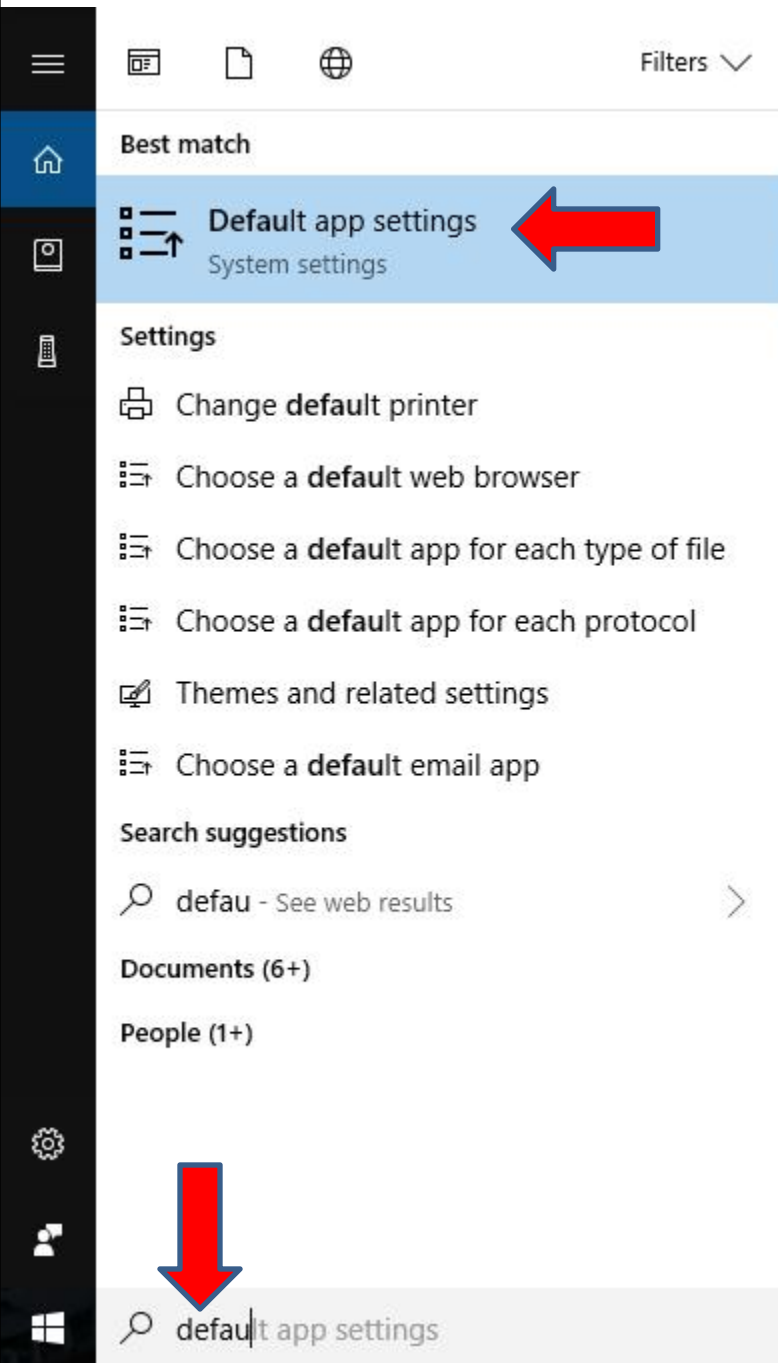 Filters
Best match
Default app settings
System settings
Settings
Change default printer
Choose a default web browser
Choose a default app for each type of file
Choose a default app for each protocol
Themes and related settings
Choose a default email app
Search suggestions
defau - See web results
Documents (6+)
People (1+)
default app settings